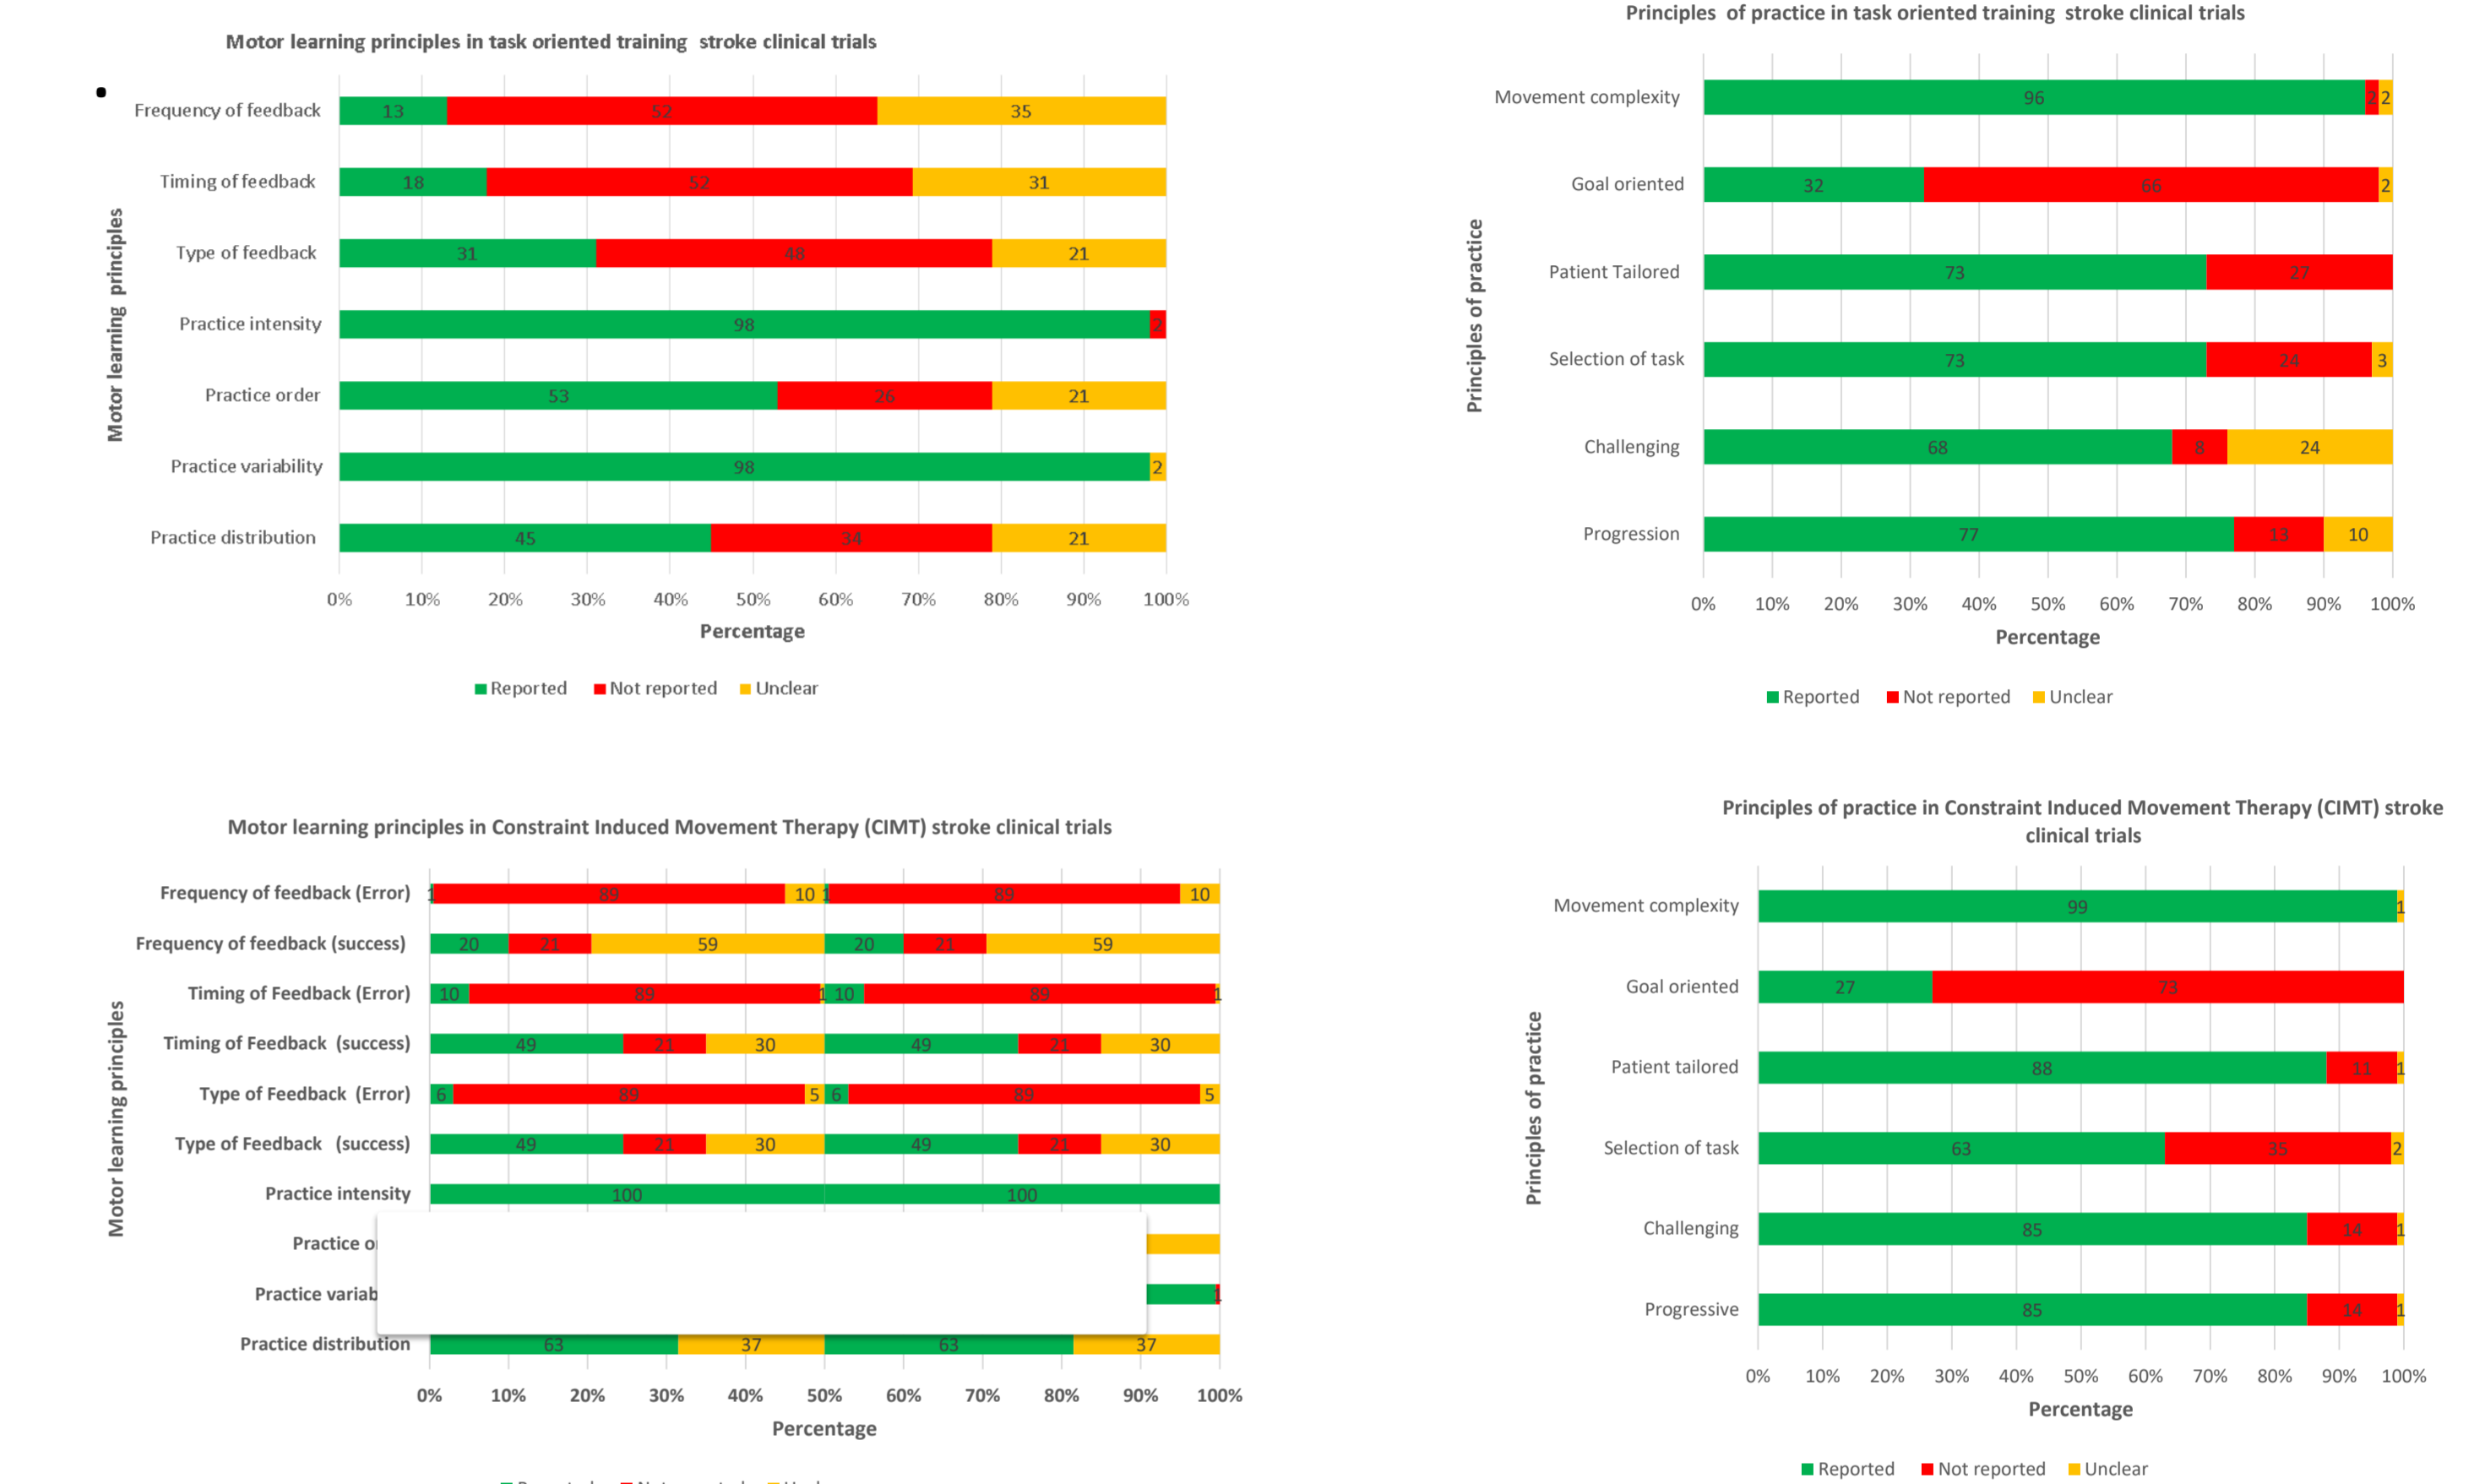 Motor learning principles in task oriented training stroke clinical trials
•
Motor learning principles
Frequency of feedback 13 52 35
Timing of feedback 18 52 31
Type of feedback 31 48 21
Practice intensity 98 2
Practice order 53 26 21
Practice variability 98 2
Practice distribution 45 34 21
0% 10% 20% 30% 40% 50% 60% 70% 80% 90% 100%
Percentage
Reported Not reported Unclear
Principles of practice in task oriented training stroke clinical trials
Principles of practice
Movement complexity 96 2 2
Goal oriented 32 66 2
Patient Tailored 73 27
Selection of task 73 24 3
Challenging 68 8 24
Progression 77 13 10
0% 10% 20% 30% 40% 50% 60% 70% 80% 90% 100%
Percentage
Reported Not reported Unclear
Motor learning principles in Constraint Induced Movement Therapy (CIMT) stroke clinical trials
Motor learning principles
Frequency of feedback (Error) 1 89 10 1 89 10
Frequency of feedback (success) 20 21 59 20 21 59
Timing of Feedback (Error) 10 89 1 10 89 1
Timing of Feedback (success) 49 21 30 49 21 30
Type of Feedback (Error) 6 89 5 6 89 5
Type of Feedback (success) 49 21 30 49 21 30
Practice intensity 100 100
Practice
Practice 1
Practice distribution 63 37 63 37
0% 10% 20% 30% 40% 50% 60% 70% 80% 90% 100%
Percentage
Principles of practice in Constraint Induced Movement Therapy (CIMT) stroke
clinical trials
Principles of practice
Movement complexity 99 1
Goal oriented 27 73
Patient tailored 88 11 1
Selection of task 63 35 2
Challenging 85 14 1
Progressive 85 14 1
0% 10% 20% 30% 40% 50% 60% 70% 80% 90% 100%
Percentage
Reported Not reported Unclear